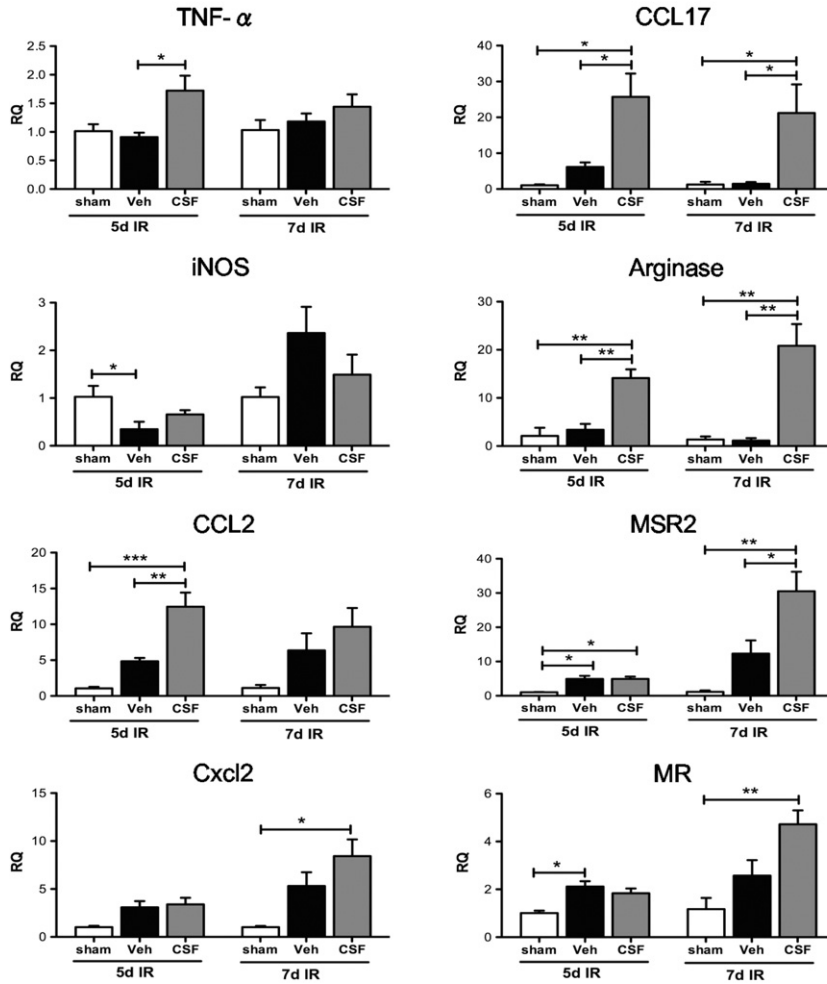 TNF- α
RQ
2.5
2.0
1.5
1.0
0.5
0.0
*
sham Veh CSF sham Veh CSF
5d IR 7d IR
CCL17
RQ
40
30
20
10
0
* *
* *
sham Veh CSF sham Veh CSF
5d IR 7d IR
iNOS
RQ
3
2
1
0
*
sham Veh CSF sham Veh CSF
5d IR 7d IR
Arginase
RQ
30
20
10
0
** **
** **
sham Veh CSF sham Veh CSF
5d IR 7d IR
CCL2
RQ
20
15
10
5
0
***
**
sham Veh CSF sham Veh CSF
5d IR 7d IR
MSR2
RQ
40
30
20
10
0
**
*
*
*
sham Veh CSF sham Veh CSF
5d IR 7d IR
Cxcl2
RQ
15
10
5
0
*
sham Veh CSF sham Veh CSF
5d IR 7d IR
MR
RQ
6
4
2
0
**
*
sham Veh CSF sham Veh CSF
5d IR 7d IR